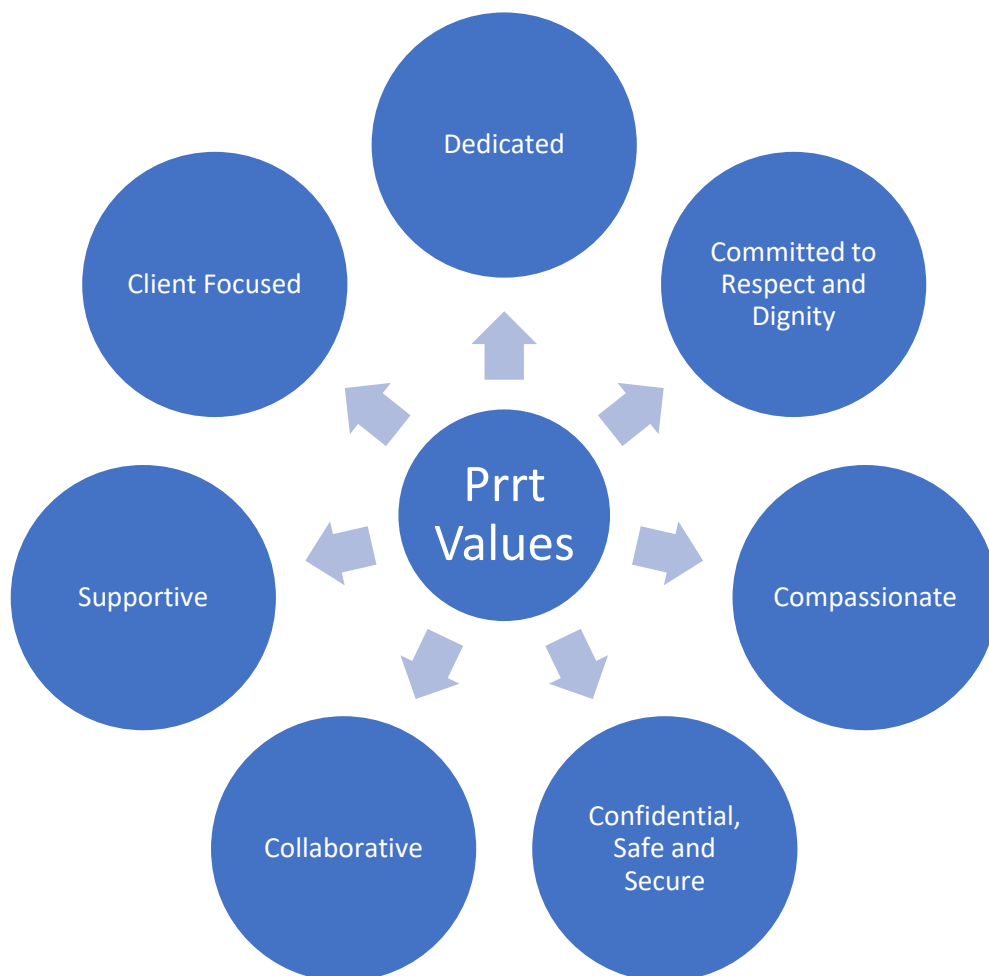 Dedicated
Committed to
Respect and
Dignity
Client Focused
Prrt
Values
Supportive
Compassionate
Collaborative
Confidential,
Safe and
Secure